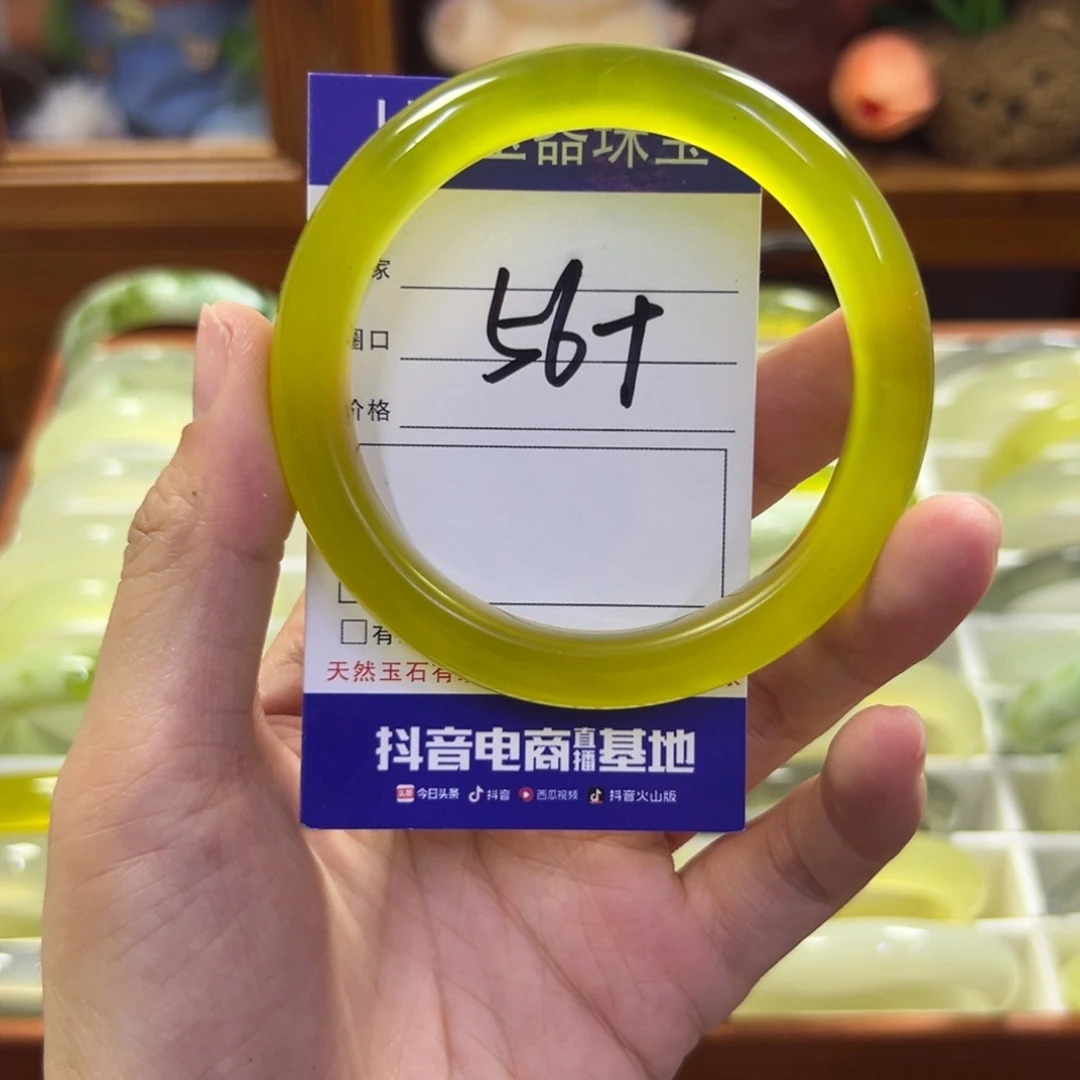 玉器珠宝
家
圈口
56+
价格
□有
天然玉石有
抖音电商直播基地
今日头条 抖音 西瓜视频 抖音火山版